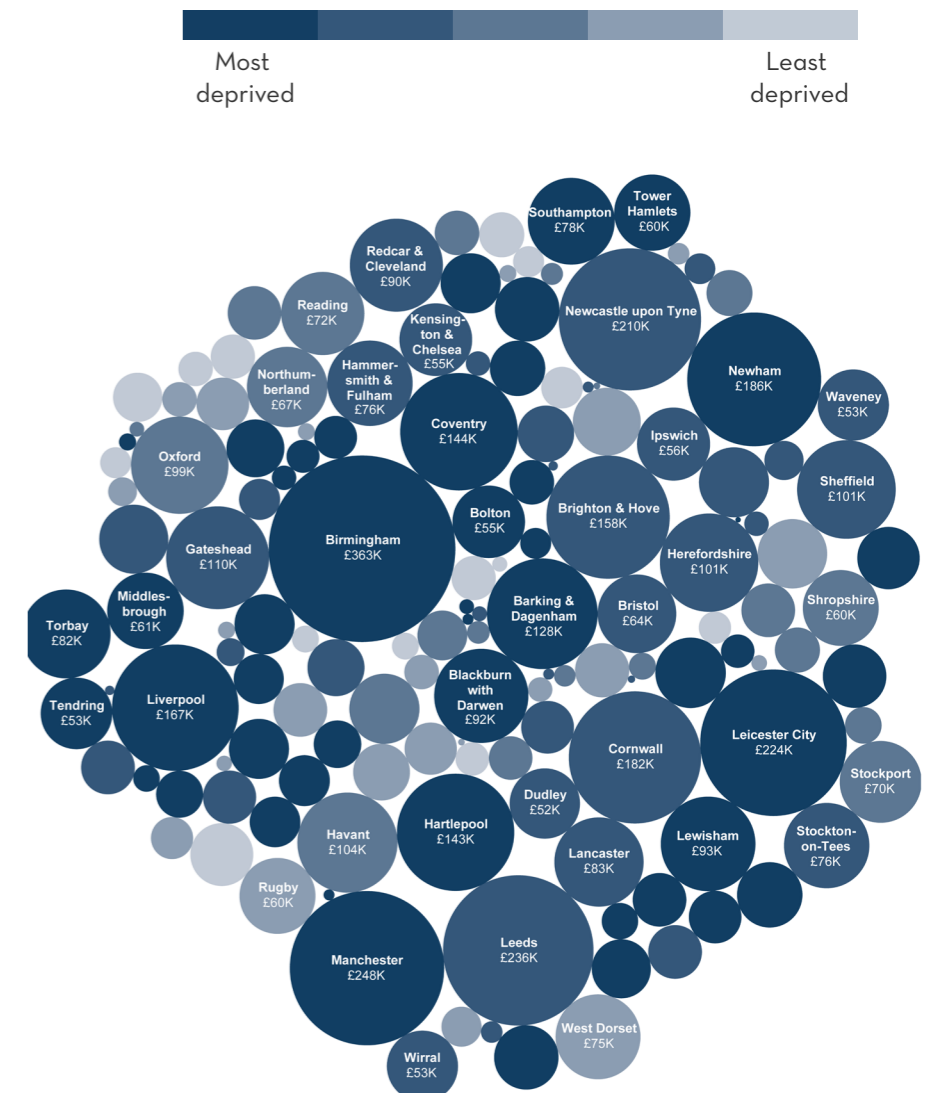 Most
deprived
Least
deprived
Southampton
£78K
Tower
Hamlets
£60K
Redcar &
Cleveland
£90K
Reading
£72K
Newcastle upon Tyne
£210K
Kensing-
ton &
Chelsea
£55K
Northum-
berland
£67K
Hammer-
smith &
Fulham
£76K
Newham
£186K
Waveney
£53K
Coventry
£144K
Ipswich
£56K
Oxford
£99K
Sheffield
£101K
Bolton
£55K
Brighton & Hove
£158K
Birmingham
£363K
Gateshead
£110K
Herefordshire
£101K
Middles-
brough
£61K
Torbay
£82K
Barking &
Dagenham
£128K
Bristol
£64K
Shropshire
£60K
Blackburn
with
Darwen
£92K
Tendring
£53K
Liverpool
£167K
Cornwall
£182K
Leicester City
£224K
Stockport
£70K
Dudley
£52K
Hartlepool
£143K
Havant
£104K
Lewisham
£93K
Stockton-
on-Tees
£76K
Lancaster
£83K
Rugby
£60K
Manchester
£248K
Leeds
£236K
West Dorset
£75K
Wirral
£53K